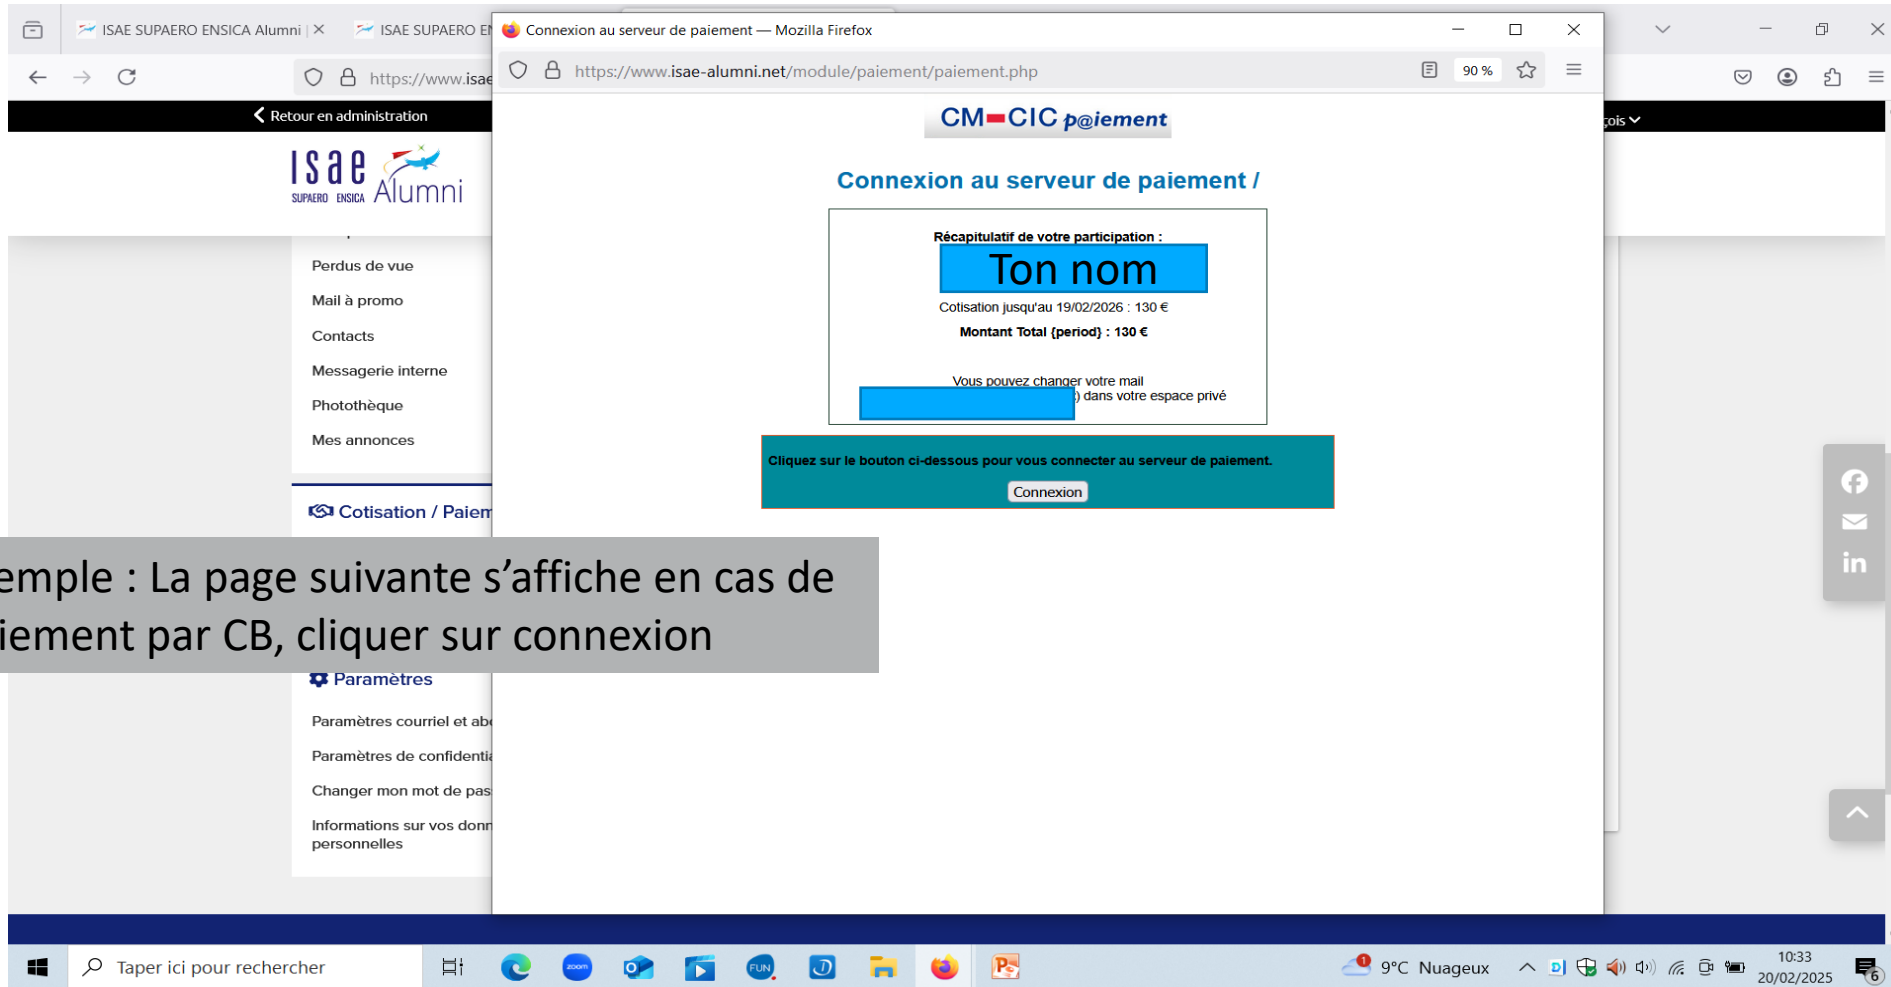 ISAE SUPAERO ENSICA Alumni |
ISAE SUPAERO EN
Connexion au serveur de paiement — Mozilla Firefox
https://www.isae
https://www.isae-alumni.net/module/paiement/paiement.php
90 %
Retour en administration
çois
CM CIC p@iement
Isae
SUPAERO ENSICA Alumni
Connexion au serveur de paiement /
Récapitulatif de votre participation :
Ton nom
Cotisation jusqu'au 19/02/2026 : 130 €
Montant Total {period} : 130 €
Vous pouvez changer votre mail
) dans votre espace privé
Cliquez sur le bouton ci-dessous pour vous connecter au serveur de paiement.
Connexion
Perdus de vue
Mail à promo
Contacts
Messagerie interne
Photothèque
Mes annonces
Cotisation / Paiem
emple : La page suivante s’affiche en cas de
iement par CB, cliquer sur connexion
Paramètres
Paramètres courriel et abo
Paramètres de confidentia
Changer mon mot de pas
Informations sur vos donn
personnelles
in
Taper ici pour rechercher
zoom
FUN
1
9°C Nuageux
10:33
20/02/2025
6